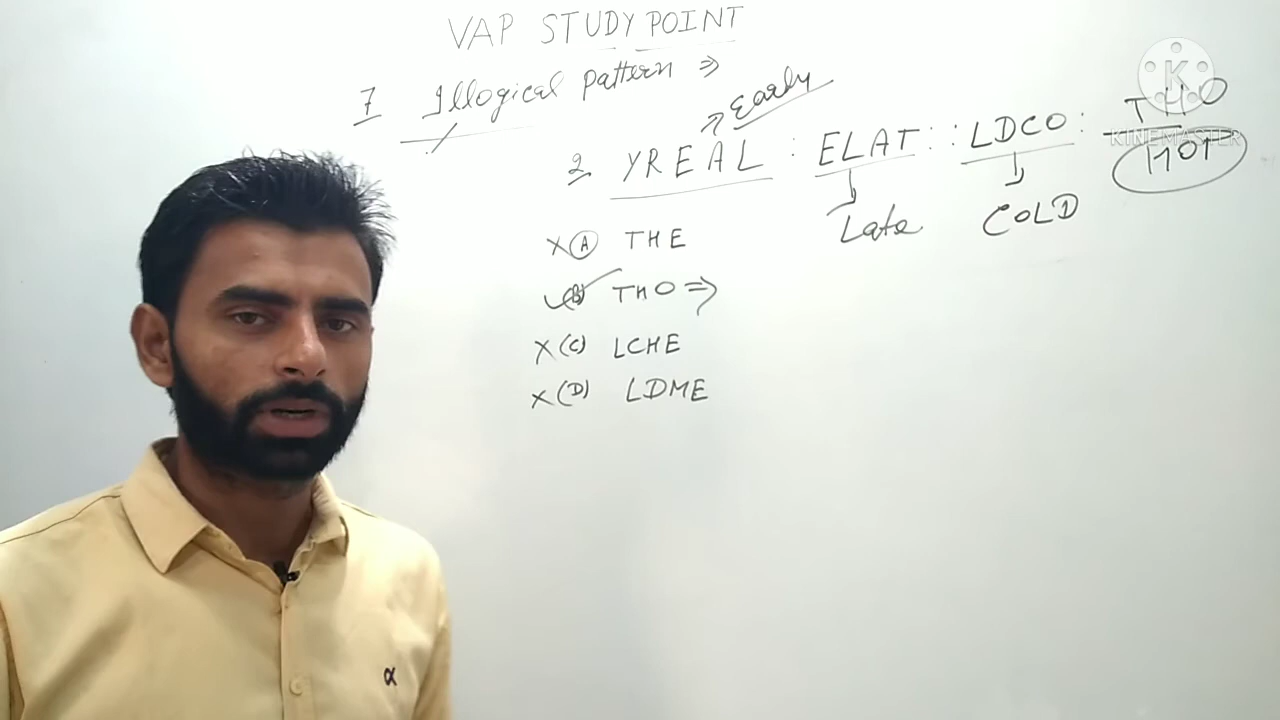 VAP STUDY POINT
7 Illogical pattern ⇒
⇒ Early
2 YREAL : ELAT :: LDCO : THO
Late COLD HOT
X (A) THE
(B) THO ⇒
X (C) LCHE
X (D) LDME
K
KINEMASTER
α